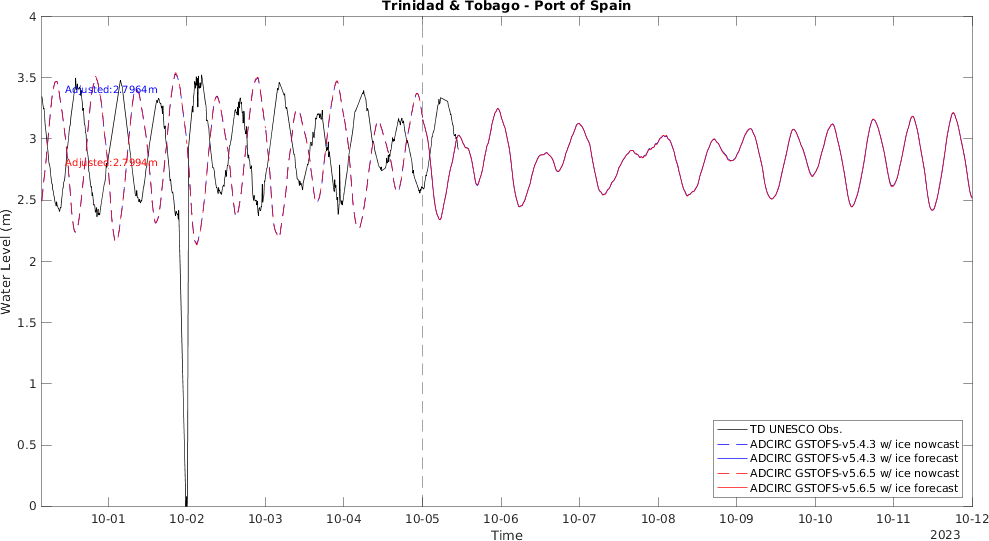 Trinidad & Tobago - Port of Spain
Water Level (m)
4
3.5
3
2.5
2
1.5
1
0.5
0
Adjusted:2.7964m
Adjusted:2.7994m
TD UNESCO Obs.
ADCIRC GSTOFS-v5.4.3 w/ ice nowcast
ADCIRC GSTOFS-v5.4.3 w/ ice forecast
ADCIRC GSTOFS-v5.6.5 w/ ice nowcast
ADCIRC GSTOFS-v5.6.5 w/ ice forecast
10-01 10-02 10-03 10-04 10-05 10-06 10-07 10-08 10-09 10-10 10-11 10-12
Time
2023